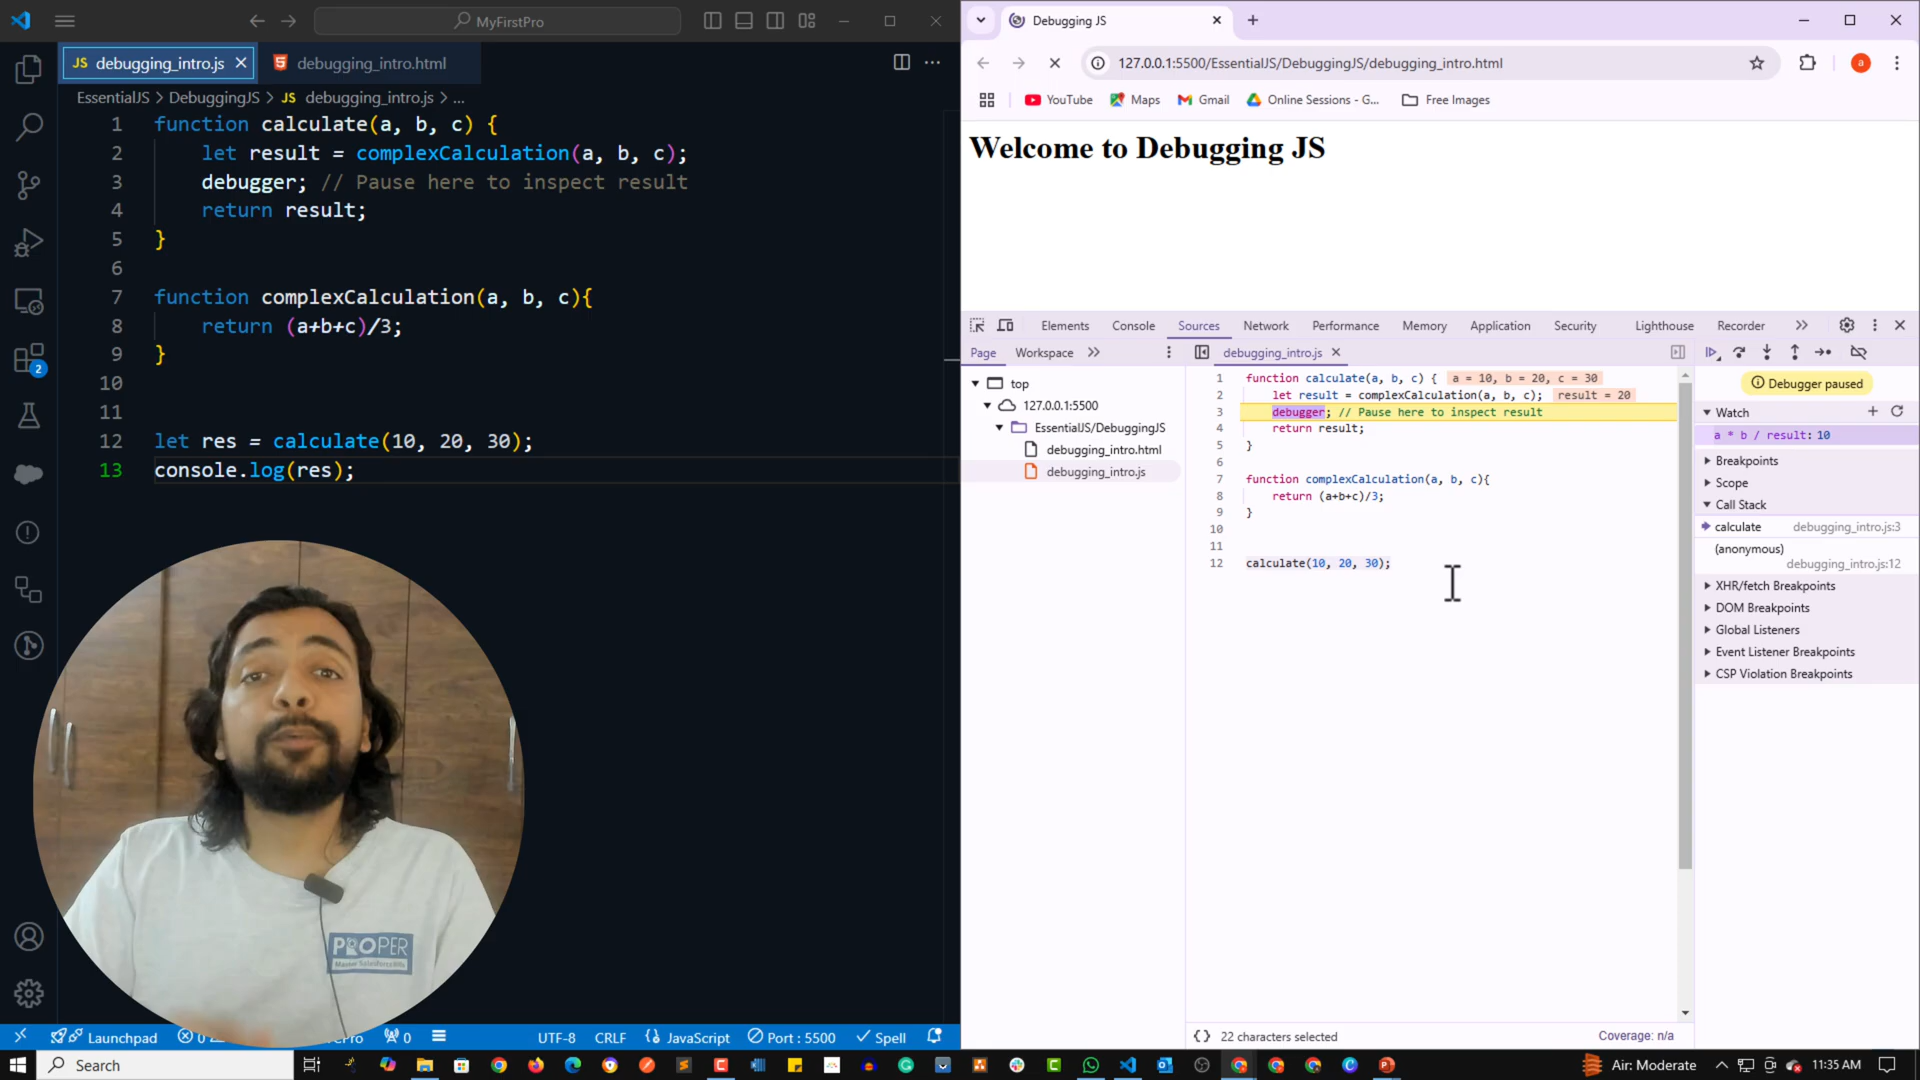 MyFirstPro
JS debugging_intro.js
debugging_intro.html
EssentialJS > DebuggingJS > JS debugging_intro.js > ...
1 function calculate(a, b, c) {
2 let result = complexCalculation(a, b, c);
3 debugger; // Pause here to inspect result
4 return result;
5 }
6
7 function complexCalculation(a, b, c){
8 return (a+b+c)/3;
9 }
10
11
12 let res = calculate(10, 20, 30);
13 console.log(res);
2
PROPER
Launchpad
0
Pro
0
UTF-8
CRLF
{} JavaScript
Port : 5500
Spell
Debugging JS
127.0.0.1:5500/EssentialJS/DebuggingJS/debugging_intro.html
a
YouTube
Maps
Gmail
Online Sessions - G...
Free Images
Welcome to Debugging JS
Elements
Console
Sources
Network
Performance
Memory
Application
Security
Lighthouse
Recorder
Page
Workspace
debugging_intro.js
top
127.0.0.1:5500
EssentialJS/DebuggingJS
debugging_intro.html
debugging_intro.js
1 function calculate(a, b, c) { a = 10, b = 20, c = 30
2 let result = complexCalculation(a, b, c); result = 20
3 debugger; // Pause here to inspect result
4 return result;
5 }
6
7 function complexCalculation(a, b, c){
8 return (a+b+c)/3;
9 }
10
11
12 calculate(10, 20, 30);
{} 22 characters selected
Coverage: n/a
Debugger paused
Watch
a * b / result: 10
Breakpoints
Scope
Call Stack
calculate debugging_intro.js:3
(anonymous)
debugging_intro.js:12
XHR/fetch Breakpoints
DOM Breakpoints
Global Listeners
Event Listener Breakpoints
CSP Violation Breakpoints
Search
Air: Moderate
11:35 AM